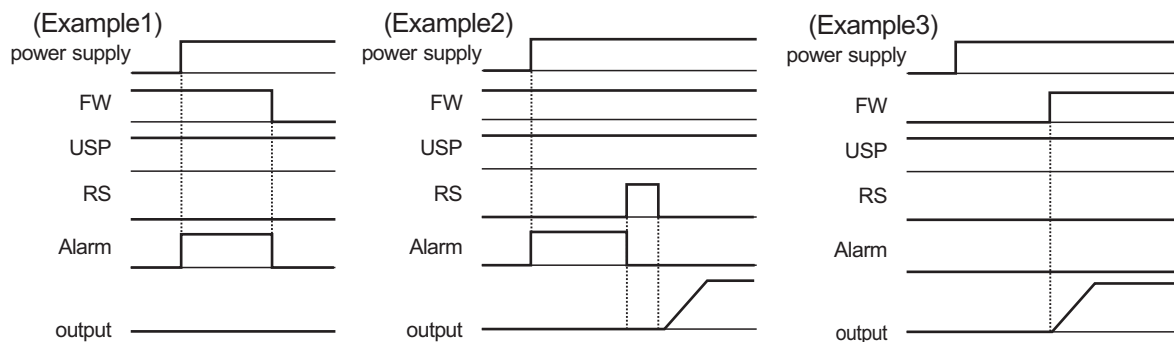 (Example1)
power supply
FW
USP
RS
Alarm
output
(Example2)
power supply
FW
USP
RS
Alarm
output
(Example3)
power supply
FW
USP
RS
Alarm
output